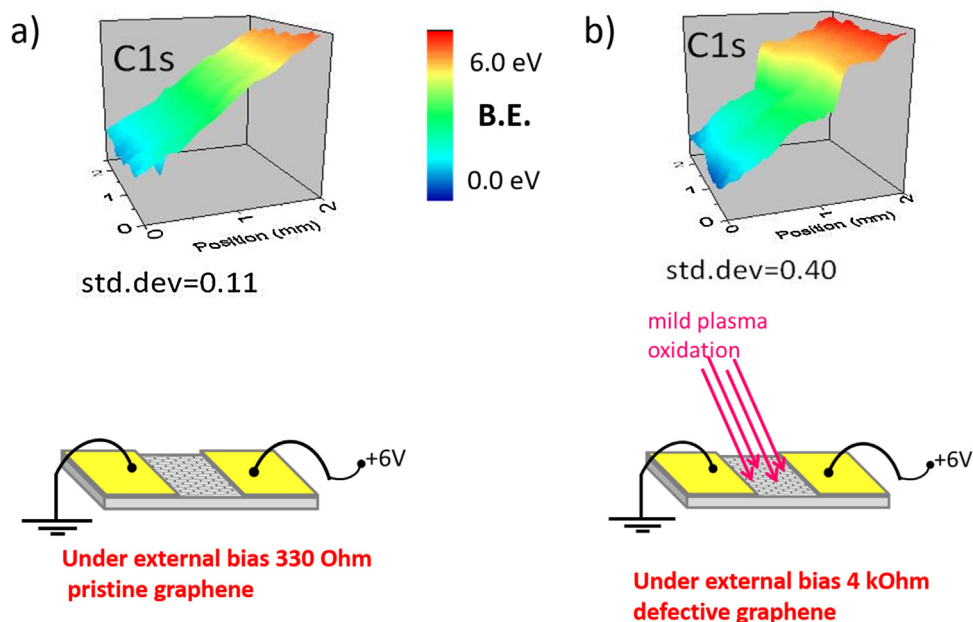 a)
C1s
2
1
0
0
1
2
Position (mm)
std.dev=0.11
6.0 eV
B.E.
0.0 eV
b)
C1s
2
1
0
0
1
2
Position (mm)
std.dev=0.40
mild plasma
oxidation
+6V
Under external bias 330 Ohm
pristine graphene
+6V
Under external bias 4 kOhm
defective graphene